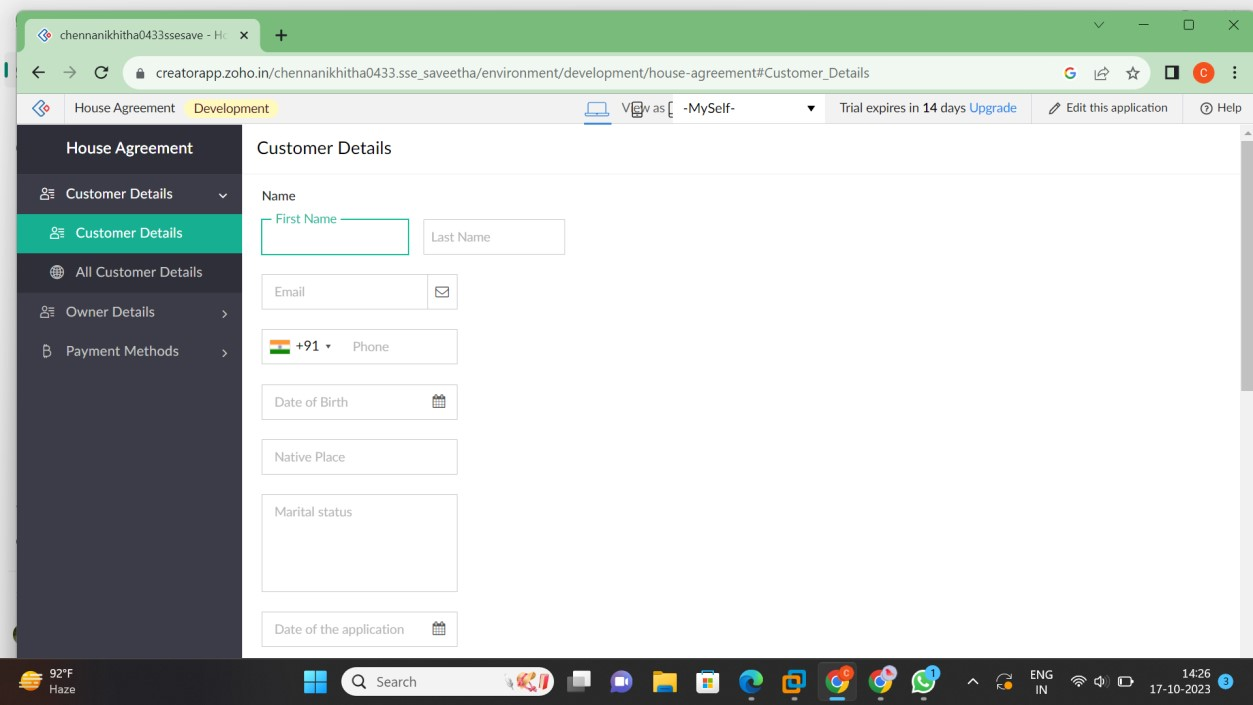 chennanikhitha0433ssesave - Ho
creatorapp.zoho.in/chennanikhitha0433.sse_saveetha/environment/development/house-agreement#Customer_Details
House Agreement Development View as -MySelf- Trial expires in 14 days Upgrade Edit this application Help
House Agreement
Customer Details
Customer Details
All Customer Details
Owner Details
Payment Methods
Customer Details
Name
First Name
Last Name
Email
+91 Phone
Date of Birth
Native Place
Marital status
Date of the application
92°F
Haze
Search
1
ENG
IN
14:26
17-10-2023
3